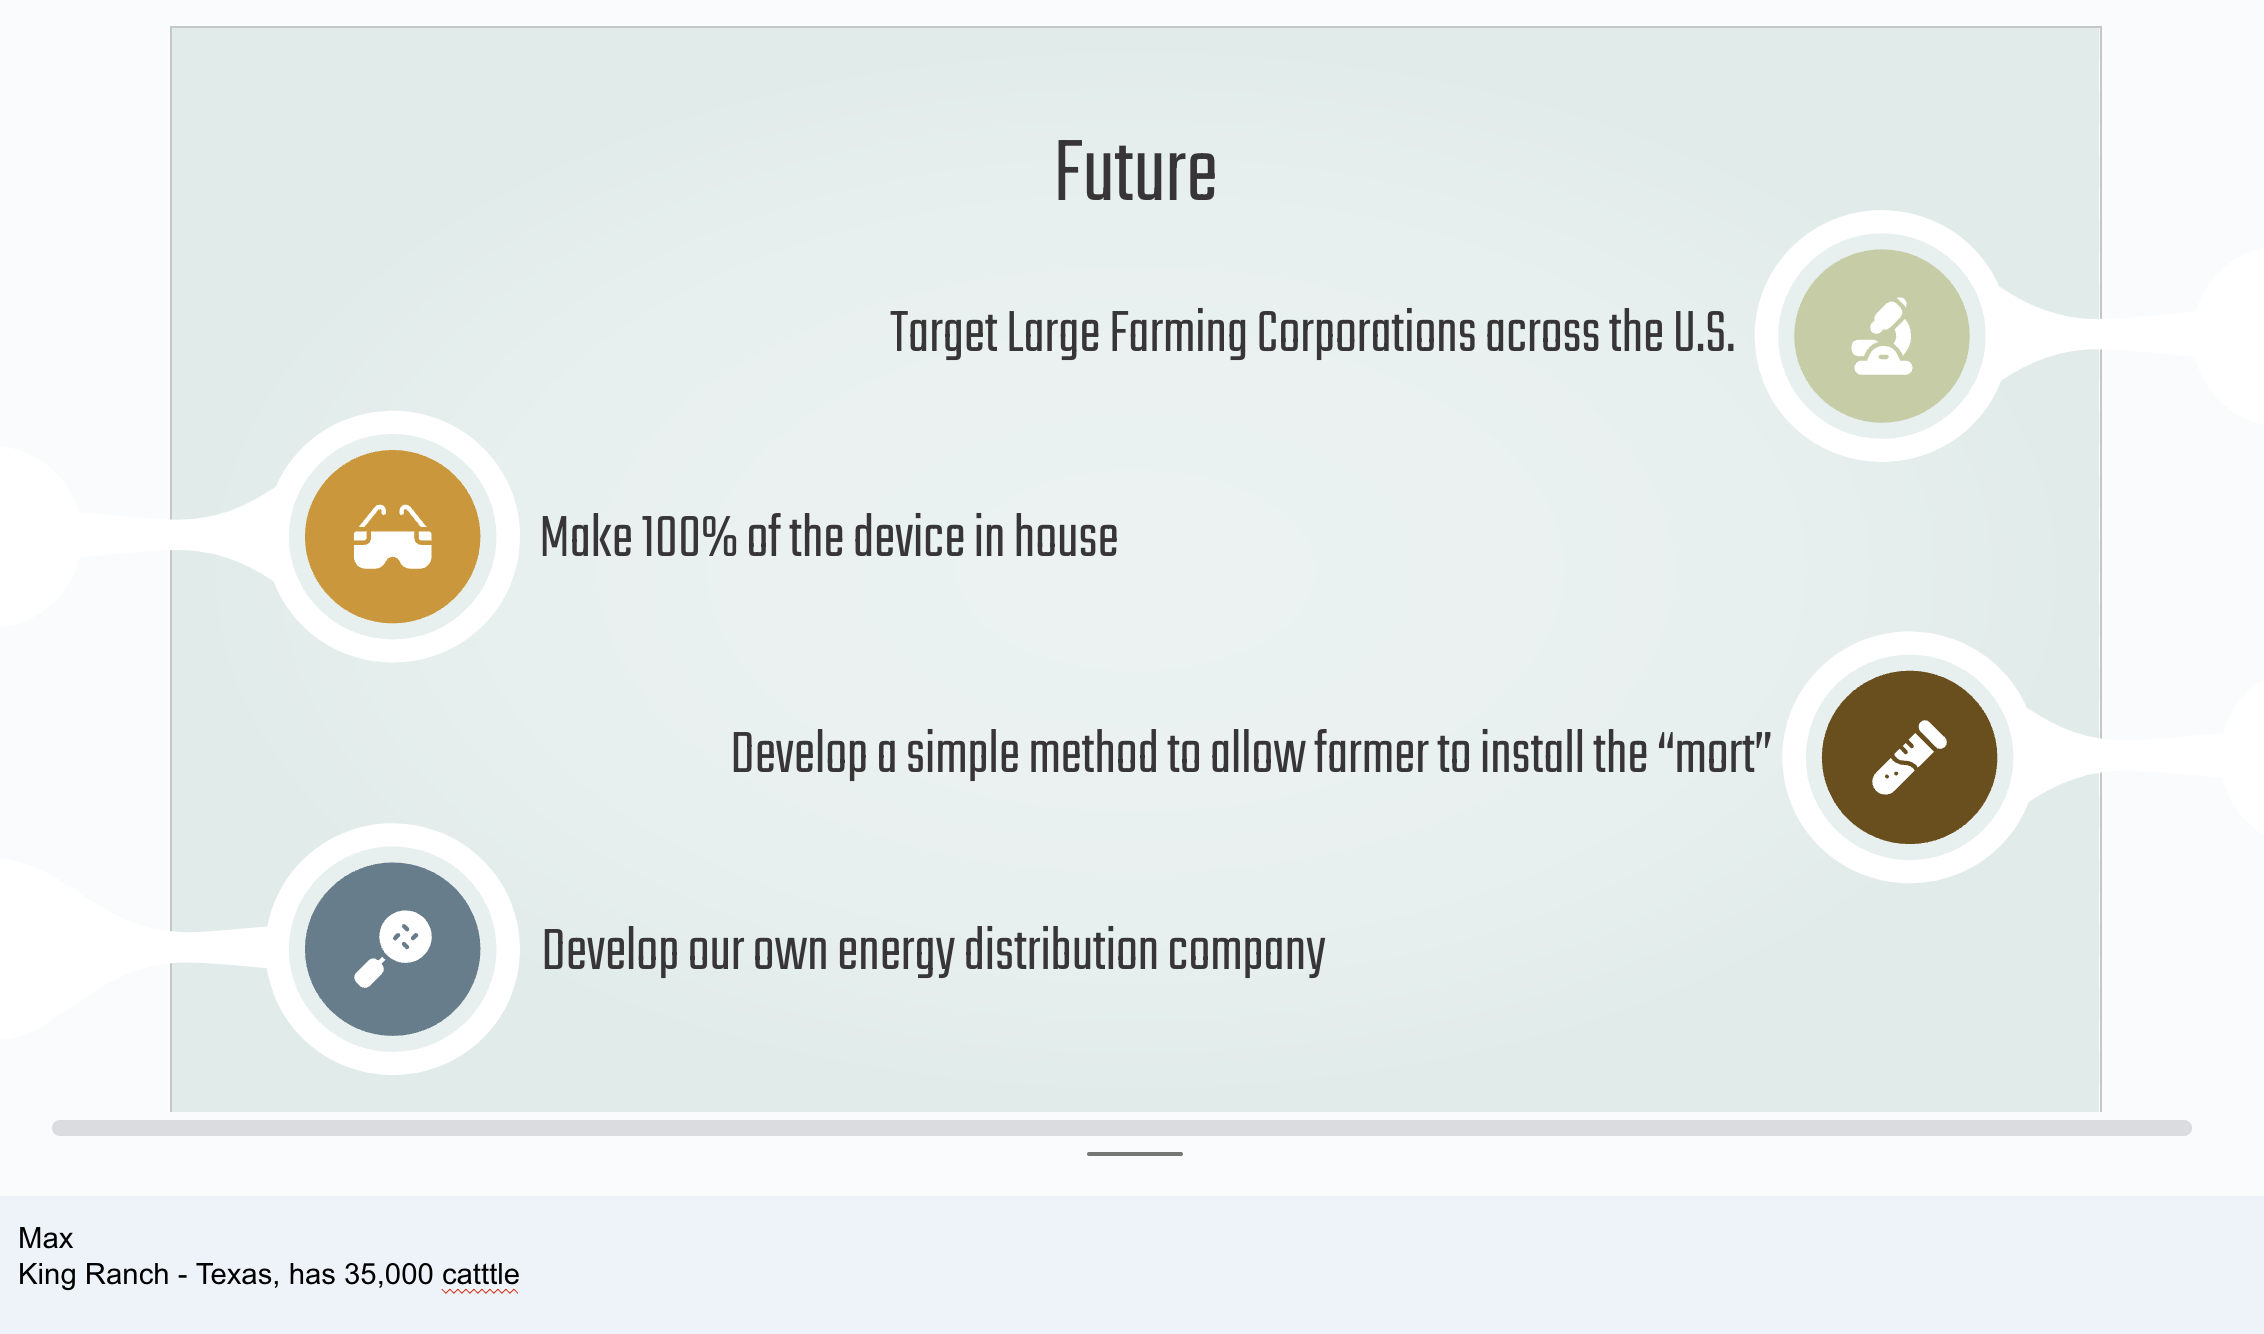 Future
Target Large Farming Corporations across the U.S.
Make 100% of the device in house
Develop a simple method to allow farmer to install the “mort”
Develop our own energy distribution company
Max
King Ranch - Texas, has 35,000 catttle